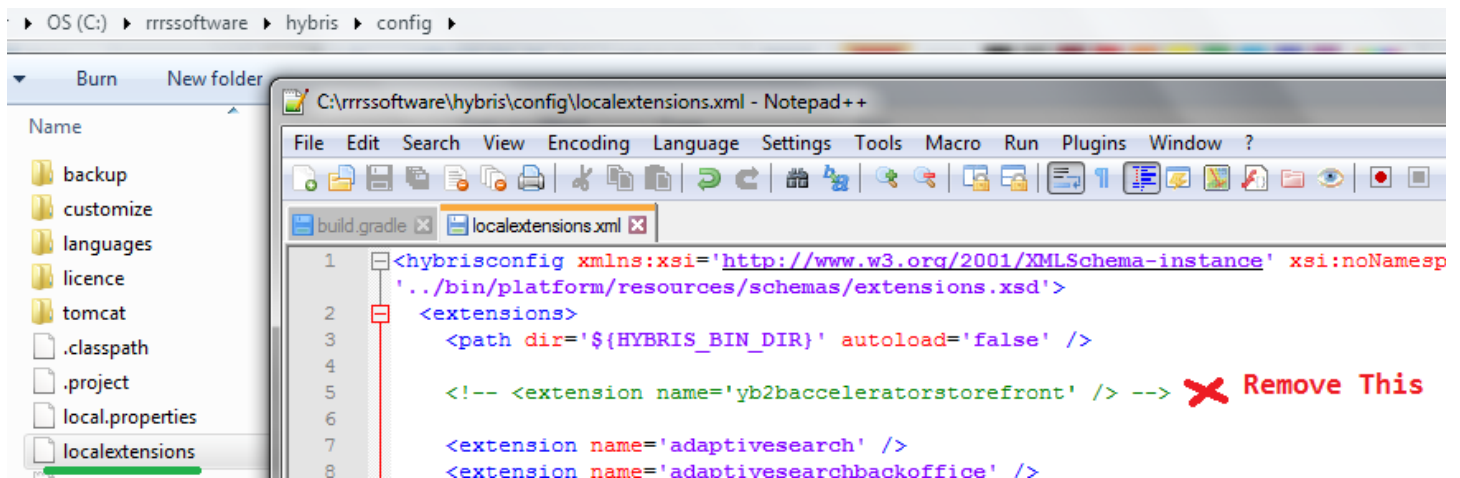 OS (C:) rrrssoftware hybris config
Burn New folder
C:\rrrssoftware\hybris\config\localextensions.xml - Notepad++
Name
File Edit Search View Encoding Language Settings Tools Macro Run Plugins Window ?
backup
customize
languages
licence
tomcat
.classpath
.project
local.properties
localextensions
build.gradle localextensions.xml
1 <hybrisconfig xmlns:xsi='http://www.w3.org/2001/XMLSchema-instance' xsi:noNamesp
'../bin/platform/resources/schemas/extensions.xsd'>
2 <extensions>
3 <path dir='${HYBRIS_BIN_DIR}' autoload='false' />
4
5 <!-- <extension name='yb2bacceleratorstorefront' /> --> Remove This
6
7 <extension name='adaptivesearch' />
8 <extension name='adaptivesearchbackoffice' />